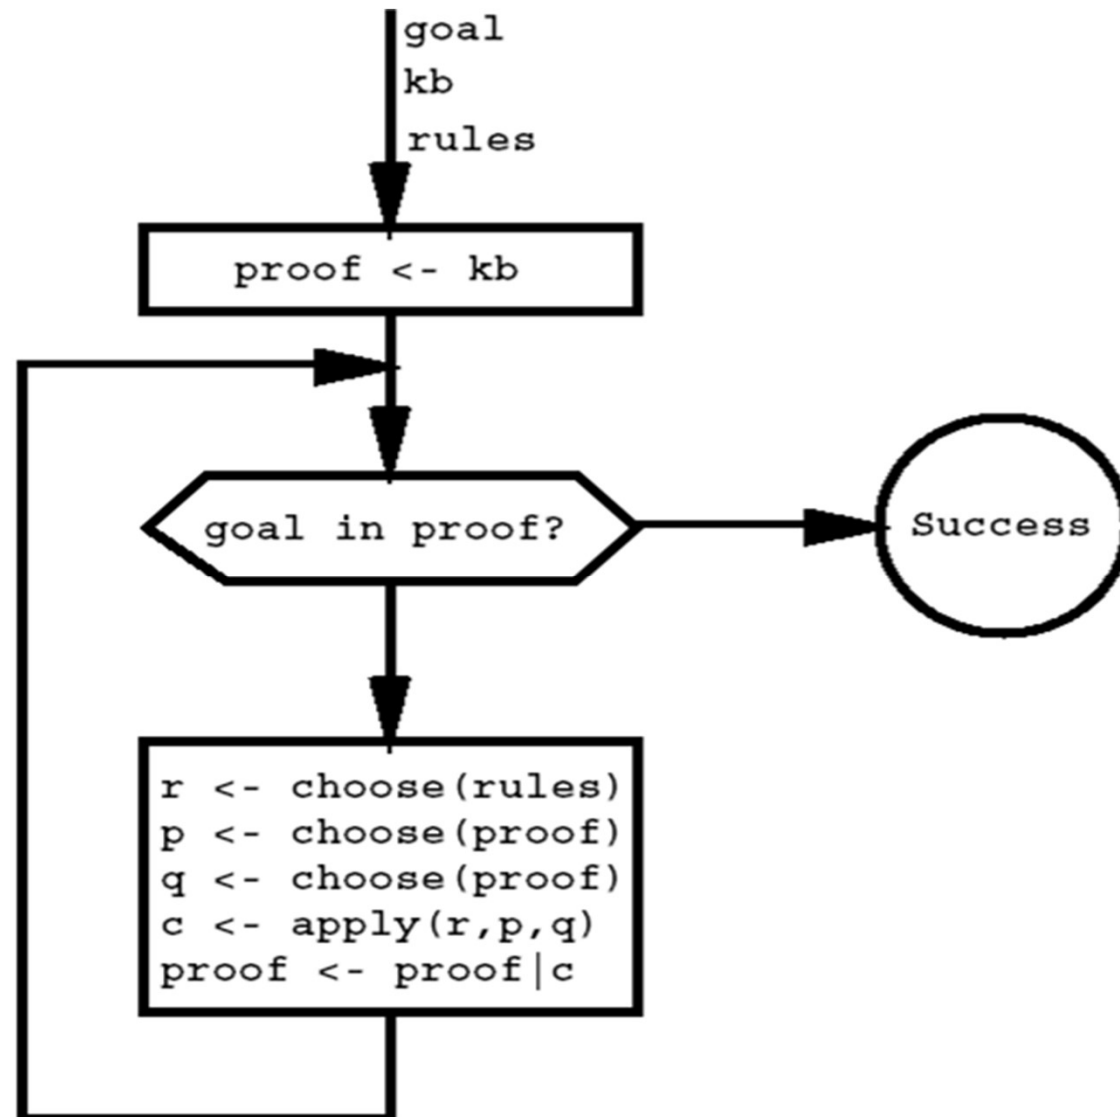 goal
kb
rules
proof <- kb
goal in proof?
Success
r <- choose(rules)
p <- choose(proof)
q <- choose(proof)
c <- apply(r,p,q)
proof <- proof|c